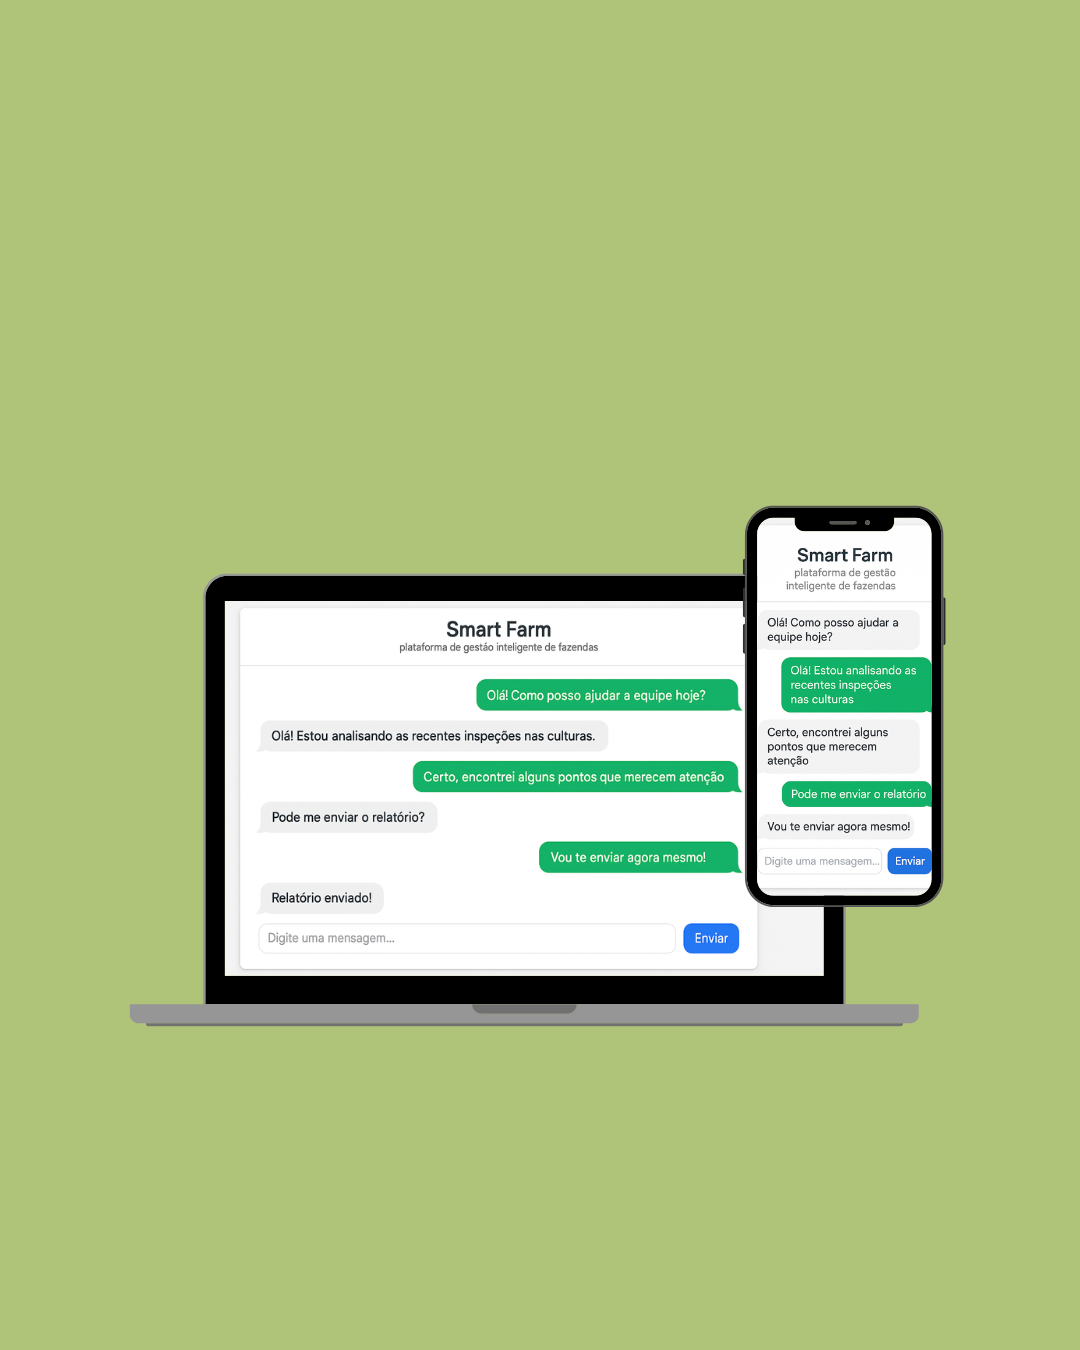 Smart Farm
plataforma de gestão inteligente de fazendas
Olá! Como posso ajudar a equipe hoje?
Olá! Estou analisando as recentes inspeções nas culturas.
Certo, encontrei alguns pontos que merecem atenção
Pode me enviar o relatório?
Vou te enviar agora mesmo!
Relatório enviado!
Digite uma mensagem...
Enviar
Smart Farm
plataforma de gestão
inteligente de fazendas
Olá! Como posso ajudar a
equipe hoje?
Olá! Estou analisando as
recentes inspeções
nas culturas
Certo, encontrei alguns
pontos que merecem
atenção
Pode me enviar o relatório
Vou te enviar agora mesmo!
Digite uma mensagem...
Enviar